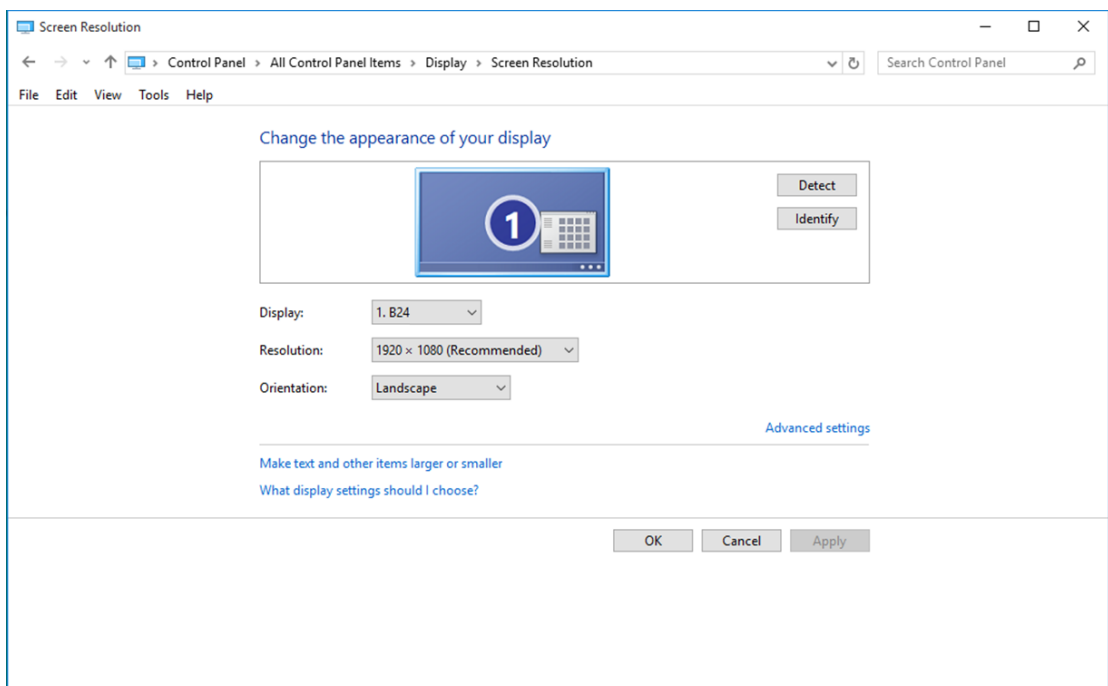 Screen Resolution
Control Panel > All Control Panel Items > Display > Screen Resolution
Search Control Panel
File Edit View Tools Help
Change the appearance of your display
1
Detect
Identify
Display: 1. B24
Resolution: 1920 × 1080 (Recommended)
Orientation: Landscape
Advanced settings
Make text and other items larger or smaller
What display settings should I choose?
OK Cancel Apply